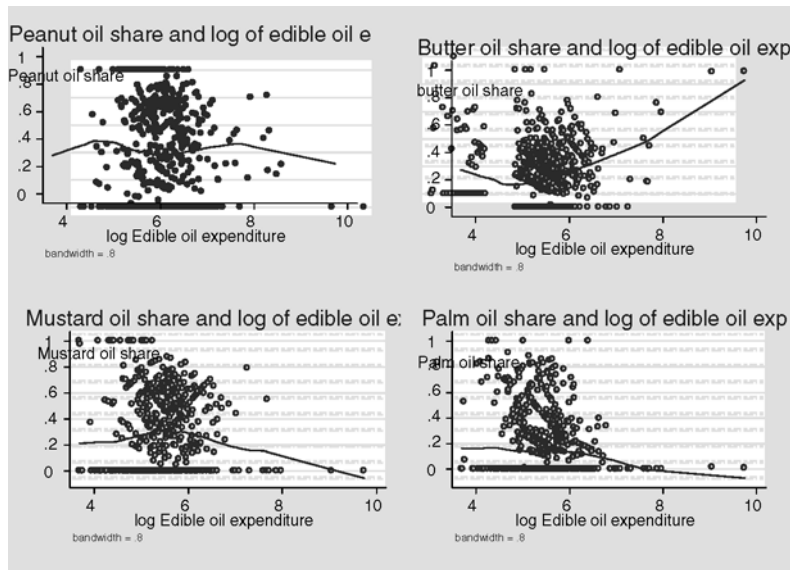 Peanut oil share and log of edible oil e
Peanut oil share
1
.8
.6
.4
.2
0
4 6 8 10
log Edible oil expenditure
bandwidth = .8
Butter oil share and log of edible oil exp
butter oil share
1
.6
.4
.2
0
4 6 8 10
log Edible oil expenditure
bandwidth = .8
Mustard oil share and log of edible oil ex
Mustard oil share
1
.8
.6
.4
.2
0
4 6 8 10
log Edible oil expenditure
bandwidth = .8
Palm oil share and log of edible oil exp
Palm oil share
1
.8
.6
.4
.2
0
4 6 8 10
log Edible oil expenditure
bandwidth = .8